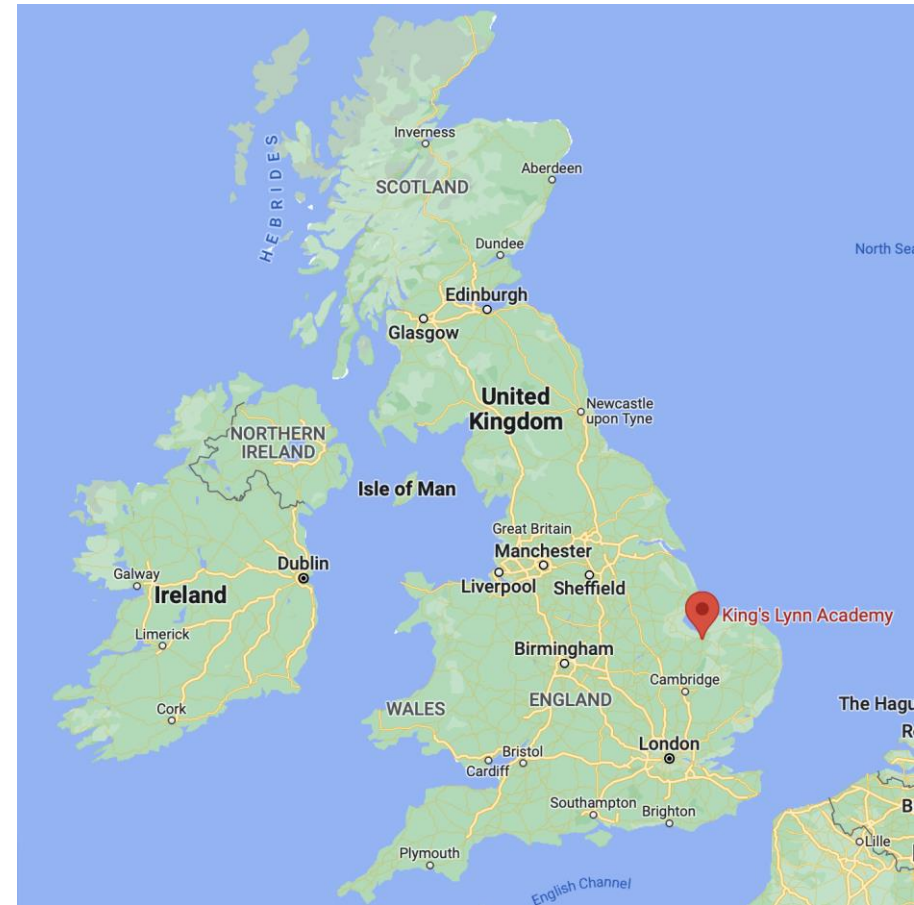 Inverness
HEBRIDES
Aberdeen
SCOTLAND
Dundee
North Sea
Edinburgh
Glasgow
United
Kingdom
Newcastle
upon Tyne
NORTHERN
IRELAND
Isle of Man
Great Britain
Manchester
Dublin
Galway
Liverpool
Sheffield
Ireland
King's Lynn Academy
Limerick
Birmingham
Cambridge
ENGLAND
WALES
The Hagu
Cork
R
London
Bristol
Cardiff
Southampton
Brighton
B
Lille
Plymouth
English Channel